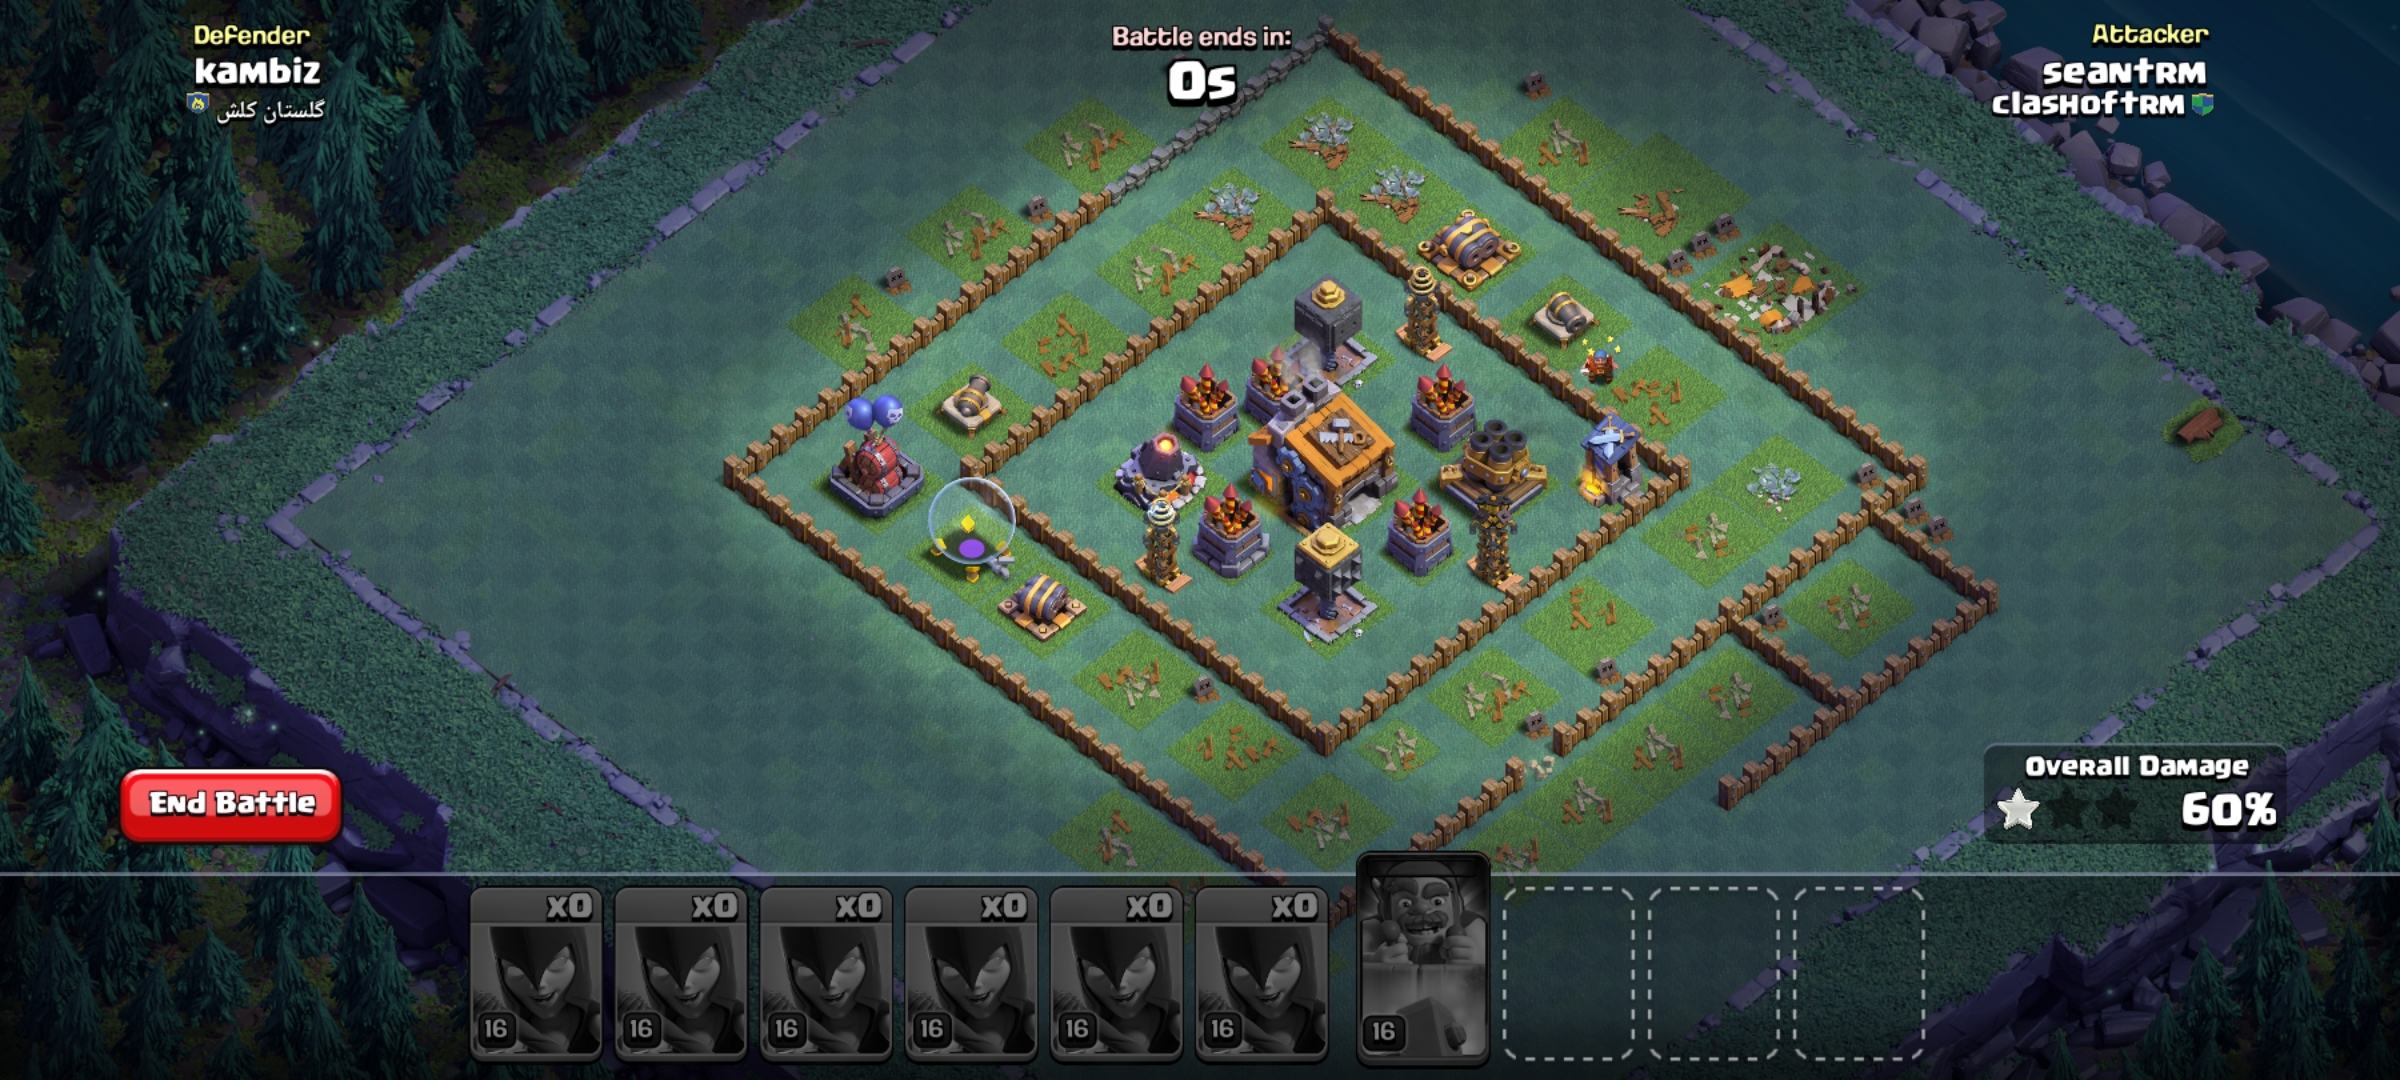 Defender
kambiz
گلستان کلش
Battle ends in:
0s
Attacker
seantRM
clashoftRM
End Battle
Overall Damage
60%
x0
x0
x0
x0
x0
x0
16
16
16
16
16
16
16